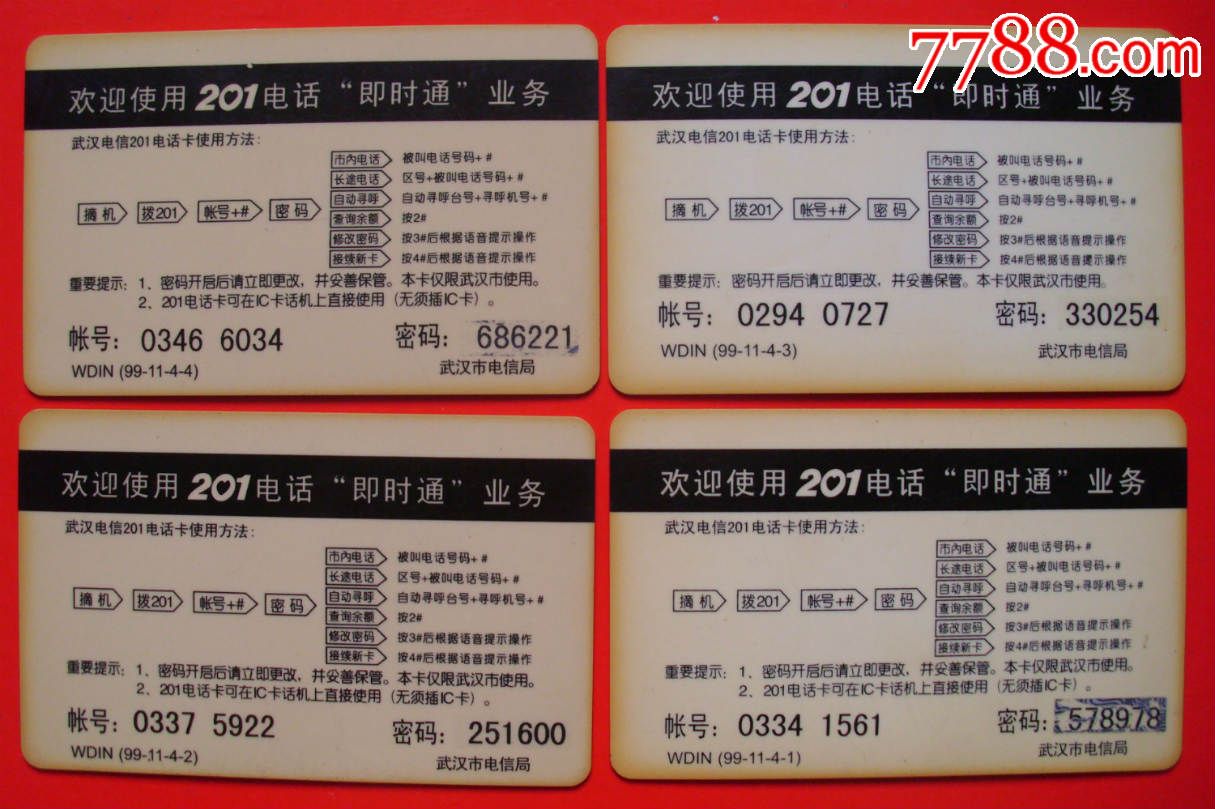 7788.com
欢迎使用201电话“即时通”业务
武汉电信201电话卡使用方法:
市内电话 被叫电话号码+#
长途电话 区号+被叫电话号码+#
自动寻呼 自动寻呼台号+寻呼机号+#
摘机 拨201 帐号+# 密码
查询余额 按2#
修改密码 按3#后根据语音提示操作
接续新卡 按4#后根据语音提示操作
重要提示: 1、密码开启后请立即更改,并妥善保管。本卡仅限武汉市使用。
2、201电话卡可在IC卡话机上直接使用(无须插IC卡)。
帐号: 0346 6034 密码: 686221
WDIN (99-11-4-4) 武汉市电信局
欢迎使用201电话“即时通”业务
武汉电信201电话卡使用方法:
市内电话 被叫电话号码+#
长途电话 区号+被叫电话号码+#
自动寻呼 自动寻呼台号+寻呼机号+#
摘机 拨201 帐号+# 密码
查询余额 按2#
修改密码 按3#后根据语音提示操作
接续新卡 按4#后根据语音提示操作
重要提示: 密码开启后请立即更改,并妥善保管。本卡仅限武汉市使用。
帐号: 0294 0727 密码: 330254
WDIN (99-11-4-3) 武汉市电信局
欢迎使用201电话“即时通”业务
武汉电信201电话卡使用方法:
市内电话 被叫电话号码+#
长途电话 区号+被叫电话号码+#
自动寻呼 自动寻呼台号+寻呼机号+#
摘机 拨201 帐号+# 密码
查询余额 按2#
修改密码 按3#后根据语音提示操作
接续新卡 按4#后根据语音提示操作
重要提示: 1、密码开启后请立即更改,并妥善保管。本卡仅限武汉市使用。
2、201电话卡可在IC卡话机上直接使用(无须插IC卡)。
帐号: 0337 5922 密码: 251600
WDIN (99-11-4-2) 武汉市电信局
欢迎使用201电话“即时通”业务
武汉电信201电话卡使用方法:
市内电话 被叫电话号码+#
长途电话 区号+被叫电话号码+#
自动寻呼 自动寻呼台号+寻呼机号+#
摘机 拨201 帐号+# 密码
查询余额 按2#
修改密码 按3#后根据语音提示操作
接续新卡 按4#后根据语音提示操作
重要提示: 1、密码开启后请立即更改,并妥善保管。本卡仅限武汉市使用。
2、201电话卡可在IC卡话机上直接使用(无须插IC卡)。
帐号: 0334 1561 密码: 578978
WDIN (99-11-4-1) 武汉市电信局